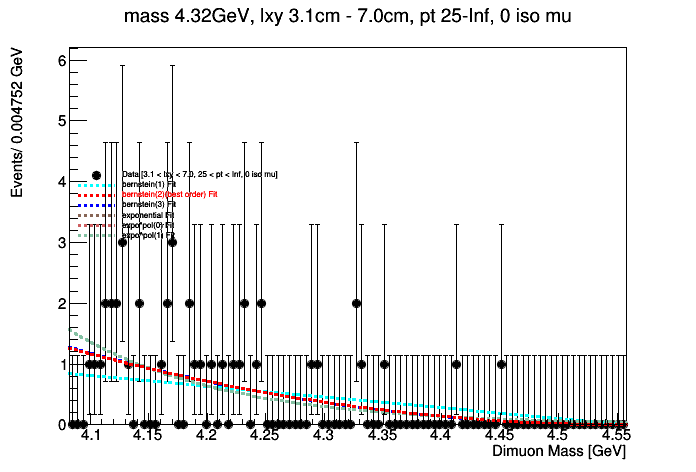 mass 4.32GeV, lxy 3.1cm - 7.0cm, pt 25-Inf, 0 iso mu
Events/ 0.004752 GeV
6
5
4
3
2
1
0
Data [3.1 < lxy < 7.0, 25 < pt < Inf, 0 iso mu]
bernstein(1) Fit
bernstein(2)(best order) Fit
bernstein(3) Fit
exponential Fit
expo*pol(0) Fit
expo*pol(1) Fit
4.1 4.15 4.2 4.25 4.3 4.35 4.4 4.45 4.5 4.55
Dimuon Mass [GeV]